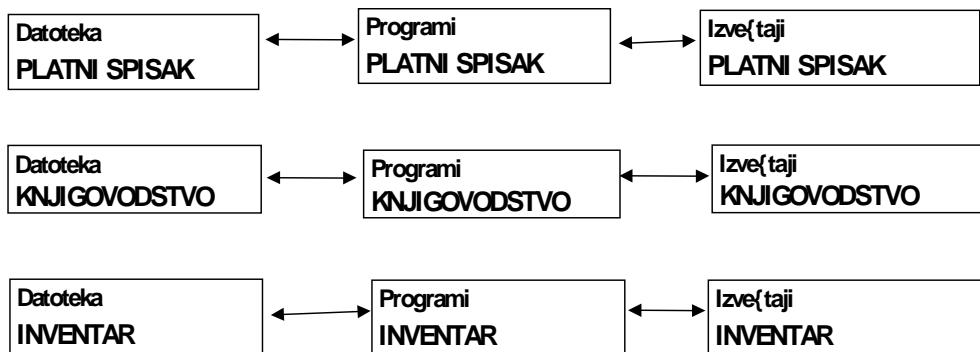 Datoteka
PLATNI SPISAK
Programi
PLATNI SPISAK
Izve{taji
PLATNI SPISAK
Datoteka
KNJIGOVODSTVO
Programi
KNJIGOVODSTVO
Izve{taji
KNJIGOVODSTVO
Datoteka
INVENTAR
Programi
INVENTAR
Izve{taji
INVENTAR